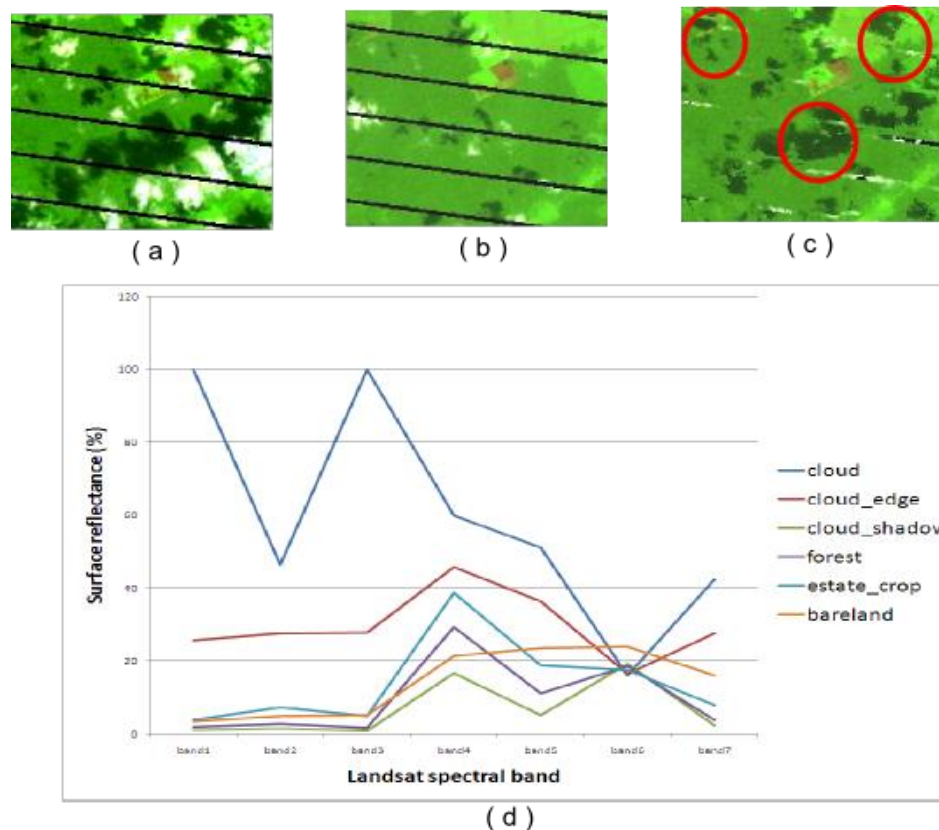 ( a )
( b )
( c )
120
100
80
60
40
20
0
Surface reflectance (%)
band1 band2 band3 band4 band5 band6 band7
Landsat spectral band
cloud
cloud_edge
cloud_shadow
forest
estate_crop
bareland
( d )